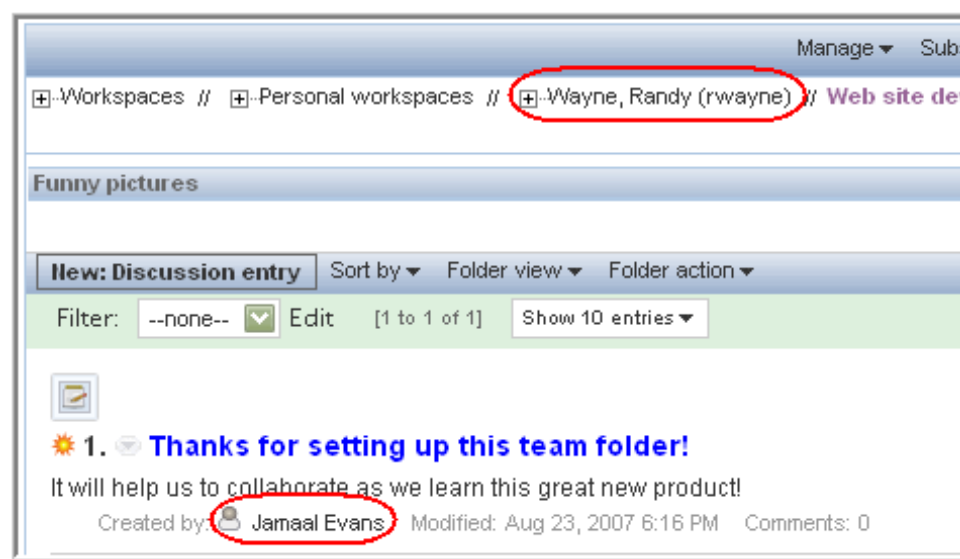 Manage
Workspaces // Personal workspaces // Wayne, Randy (rwayne) // Web site
Funny pictures
New: Discussion entry Sort by Folder view Folder action
Filter: --none-- Edit [1 to 1 of 1] Show 10 entries
1. Thanks for setting up this team folder!
It will help us to collaborate as we learn this great new product!
Created by: Jamaal Evans Modified: Aug 23, 2007 6:16 PM Comments: 0